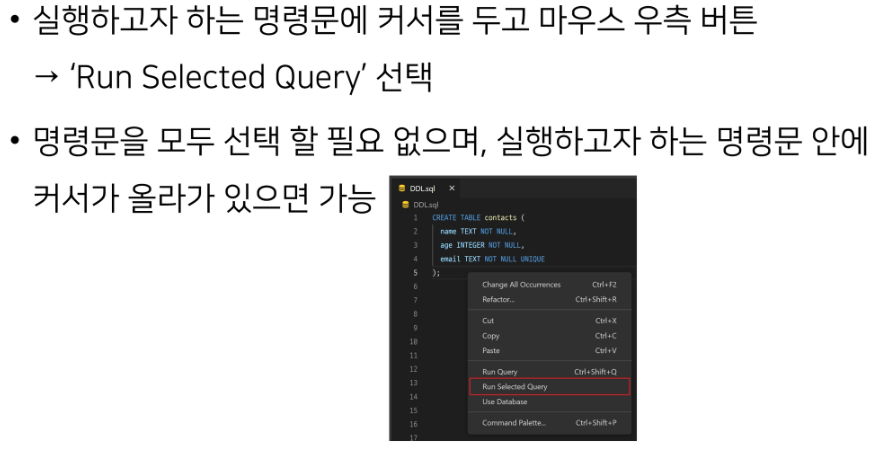 • 실행하고자 하는 명령문에 커서를 두고 마우스 우측 버튼
→ ‘Run Selected Query’ 선택
• 명령문을 모두 선택 할 필요 없으며, 실행하고자 하는 명령문 안에
커서가 올라가 있으면 가능
DDL.sql ×
DDL.sql
1 CREATE TABLE contacts (
2 name TEXT NOT NULL,
3 age INTEGER NOT NULL,
4 email TEXT NOT NULL UNIQUE
5 );
6 Change All Occurrences Ctrl+F2
7 Refactor... Ctrl+Shift+R
8
9 Cut Ctrl+X
10 Copy Ctrl+C
11 Paste Ctrl+V
12 Run Query Ctrl+Shift+Q
13 Run Selected Query
14 Use Database
15
16 Command Palette... Ctrl+Shift+P
17